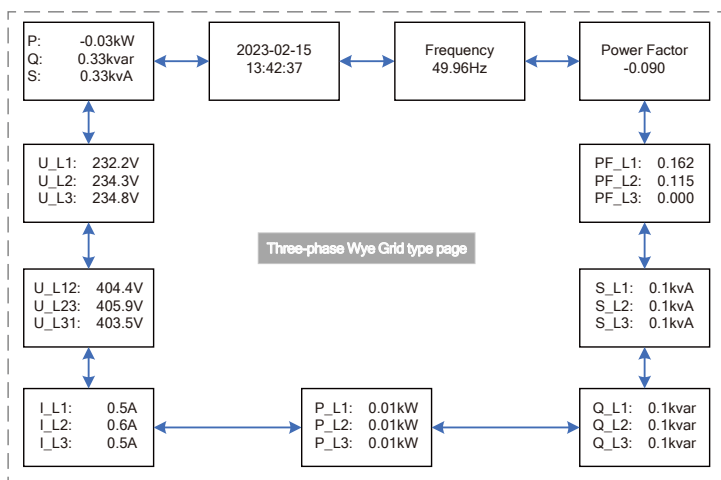 P: -0.03kW
Q: 0.33kvar
S: 0.33kvA
2023-02-15
13:42:37
Frequency
49.96Hz
Power Factor
-0.090
U_L1: 232.2V
U_L2: 234.3V
U_L3: 234.8V
PF_L1: 0.162
PF_L2: 0.115
PF_L3: 0.000
Three-phase Wye Grid type page
U_L12: 404.4V
U_L23: 405.9V
U_L31: 403.5V
S_L1: 0.1kvA
S_L2: 0.1kvA
S_L3: 0.1kvA
I_L1: 0.5A
I_L2: 0.6A
I_L3: 0.5A
P_L1: 0.01kW
P_L2: 0.01kW
P_L3: 0.01kW
Q_L1: 0.1kvar
Q_L2: 0.1kvar
Q_L3: 0.1kvar